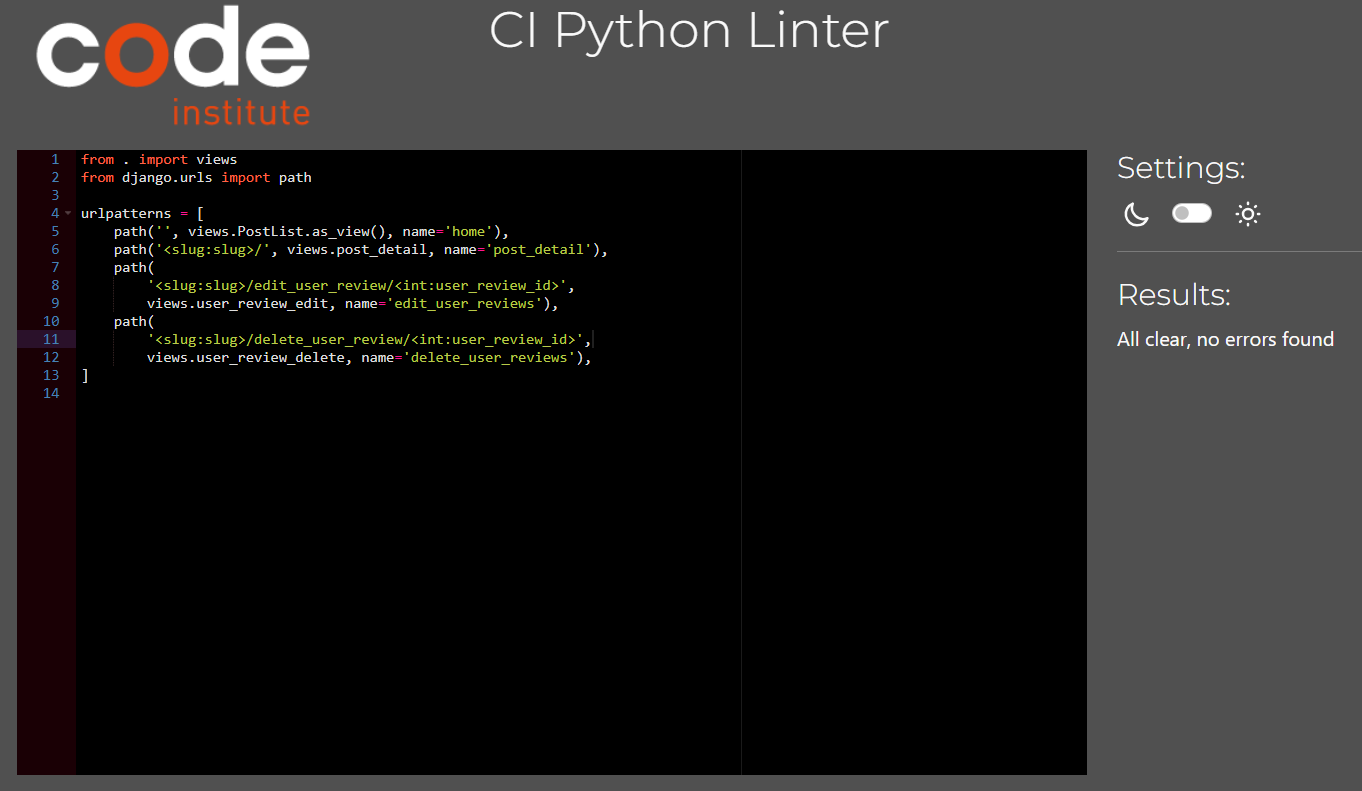 code
institute
CI Python Linter
1 from . import views
2 from django.urls import path
3
4 urlpatterns = [
5     path('', views.PostList.as_view(), name='home'),
6     path('<slug:slug>/', views.post_detail, name='post_detail'),
7     path(
8         '<slug:slug>/edit_user_review/<int:user_review_id>',
9         views.user_review_edit, name='edit_user_reviews'),
10     path(
11         '<slug:slug>/delete_user_review/<int:user_review_id>',
12         views.user_review_delete, name='delete_user_reviews'),
13 ]
14
Settings:
Results:
All clear, no errors found